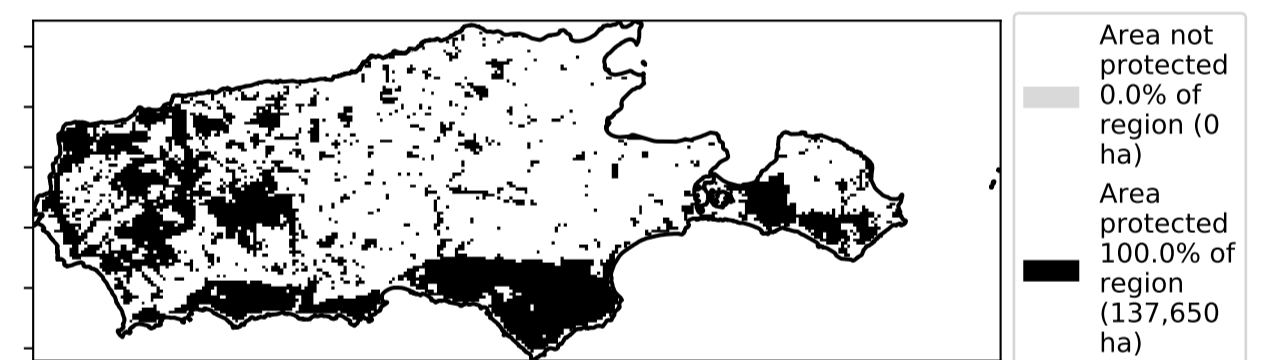 Area not
protected
0.0% of
region (0
ha)
Area
protected
100.0% of
region
(137,650
ha)